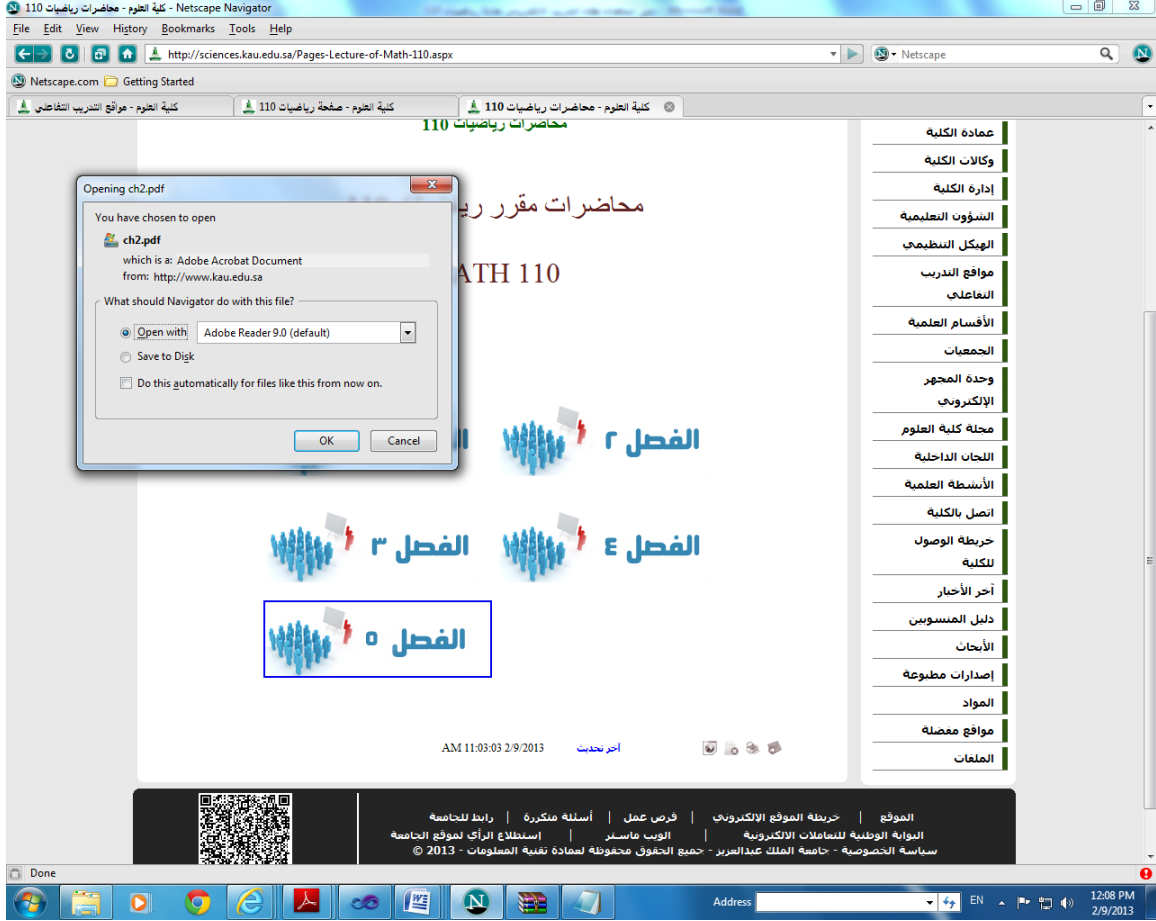 كلية العلوم - محاضرات رياضيات 110 - Netscape Navigator
File Edit View History Bookmarks Tools Help
http://sciences.kau.edu.sa/Pages-Lecture-of-Math-110.aspx
Netscape
Netscape.com Getting Started
كلية العلوم - مواقع التدريب التفاعلي
كلية العلوم - صفحة رياضيات 110
كلية العلوم - محاضرات رياضيات 110
محاضرات رياضيات 110
محاضرات مقرر
ATH 110
Opening ch2.pdf
You have chosen to open
ch2.pdf
which is a: Adobe Acrobat Document
from: http://www.kau.edu.sa
What should Navigator do with this file?
Open with Adobe Reader 9.0 (default)
Save to Disk
Do this automatically for files like this from now on.
OK Cancel
الفصل ٢
الفصل ٤
الفصل ٣
الفصل ٥
عمادة الكلية
وكالات الكلية
إدارة الكلية
الشؤون التعليمية
الهيكل التنظيمي
مواقع التدريب
التفاعلي
الأقسام العلمية
الجمعيات
وحدة المجهر
الإلكتروني
مجلة كلية العلوم
اللجان الداخلية
الأنشطة العلمية
اتصل بالكلية
خريطة الوصول
للكلية
آخر الأخبار
دليل المنسوبين
الأبحاث
إصدارات مطبوعة
المواد
مواقع مفضلة
الملفات
آخر تحديث 2/9/2013 11:03:03 AM
الموقع | خريطة الموقع الإلكتروني | فرص عمل | أسئلة متكررة | رابط للجامعة
البوابة الوطنية للتعاملات الالكترونية | الويب ماستر | إستطلاع الرأي لموقع الجامعة
سياسة الخصوصية - جامعة الملك عبدالعزيز - جميع الحقوق محفوظة لعمادة تقنية المعلومات - 2013 ©
Done
Address EN 12:08 PM
2/9/2013